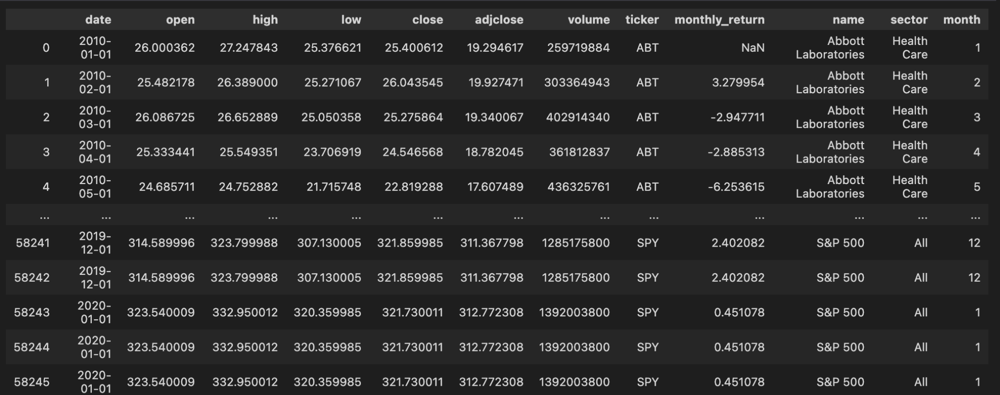 date open high low close adjclose volume ticker monthly_return name sector month
0 2010-01-01 26.000362 27.247843 25.376621 25.400612 19.294617 259719884 ABT NaN Abbott Laboratories Health Care 1
1 2010-02-01 25.482178 26.389000 25.271067 26.043545 19.927471 303364943 ABT 3.279954 Abbott Laboratories Health Care 2
2 2010-03-01 26.086725 26.652889 25.050358 25.275864 19.340067 402914340 ABT -2.947711 Abbott Laboratories Health Care 3
3 2010-04-01 25.333441 25.549351 23.706919 24.546568 18.782045 361812837 ABT -2.885313 Abbott Laboratories Health Care 4
4 2010-05-01 24.685711 24.752882 21.715748 22.819288 17.607489 436325761 ABT -6.253615 Abbott Laboratories Health Care 5
... ... ... ... ... ... ... ... ... ... ... ... ...
58241 2019-12-01 314.589996 323.799988 307.130005 321.859985 311.367798 1285175800 SPY 2.402082 S&P 500 All 12
58242 2019-12-01 314.589996 323.799988 307.130005 321.859985 311.367798 1285175800 SPY 2.402082 S&P 500 All 12
58243 2020-01-01 323.540009 332.950012 320.359985 321.730011 312.772308 1392003800 SPY 0.451078 S&P 500 All 1
58244 2020-01-01 323.540009 332.950012 320.359985 321.730011 312.772308 1392003800 SPY 0.451078 S&P 500 All 1
58245 2020-01-01 323.540009 332.950012 320.359985 321.730011 312.772308 1392003800 SPY 0.451078 S&P 500 All 1